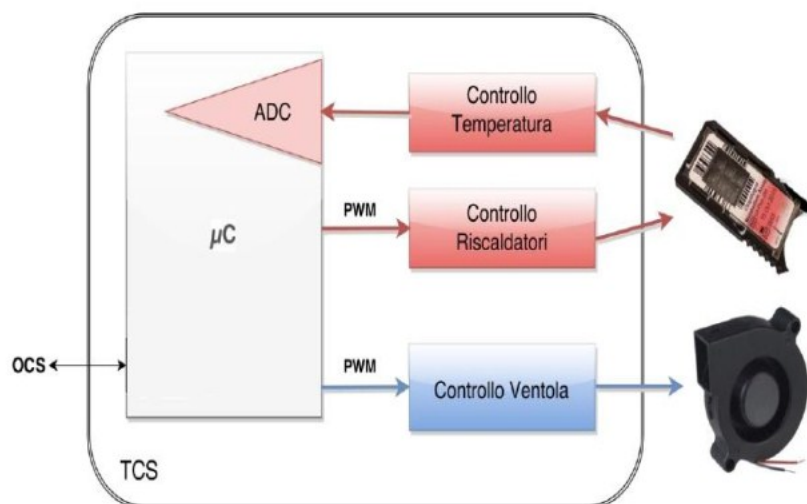 ADC
Controllo
Temperatura
PWM
Controllo
Riscaldatori
µC
OCS
PWM
Controllo Ventola
TCS